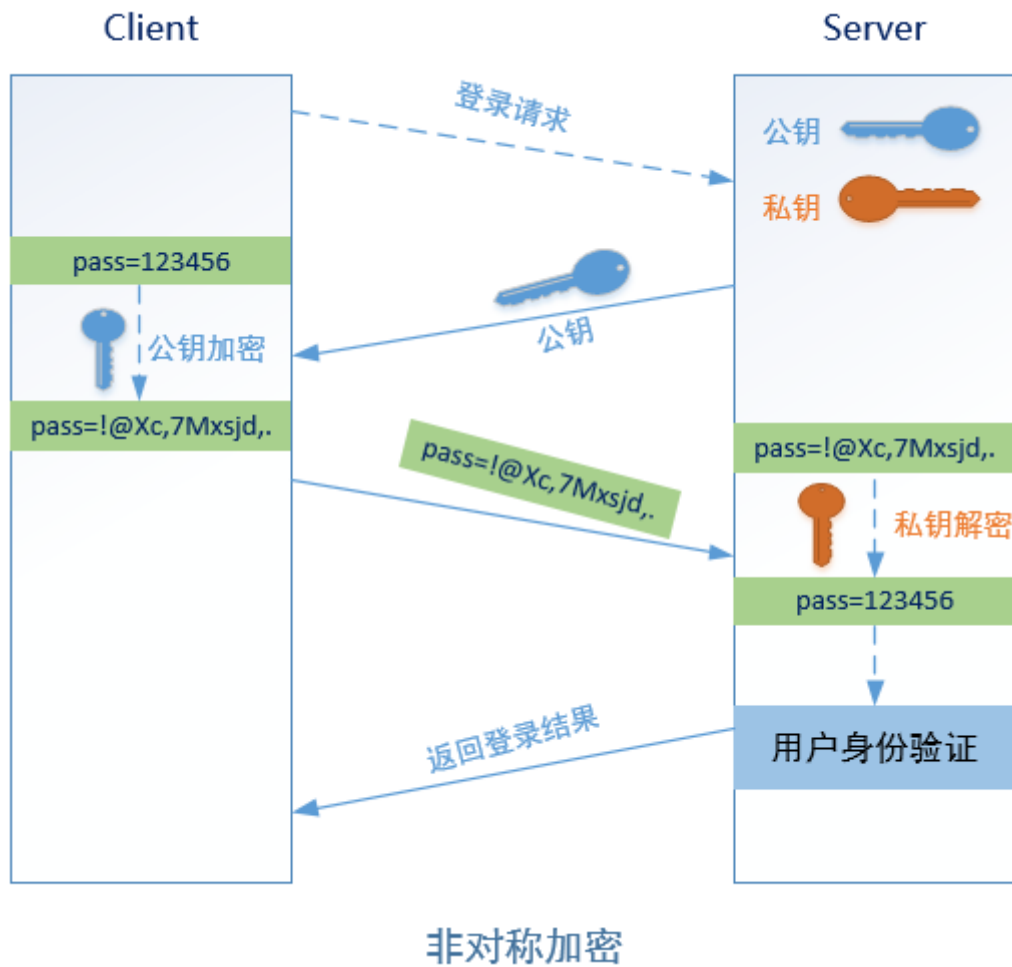 Client
Server
登录请求
公钥
私钥
pass=123456
公钥
公钥加密
pass=!@Xc,7Mxsjd,.
pass=!@Xc,7Mxsjd,.
pass=!@Xc,7Mxsjd,.
私钥解密
pass=123456
返回登录结果
用户身份验证
非对称加密